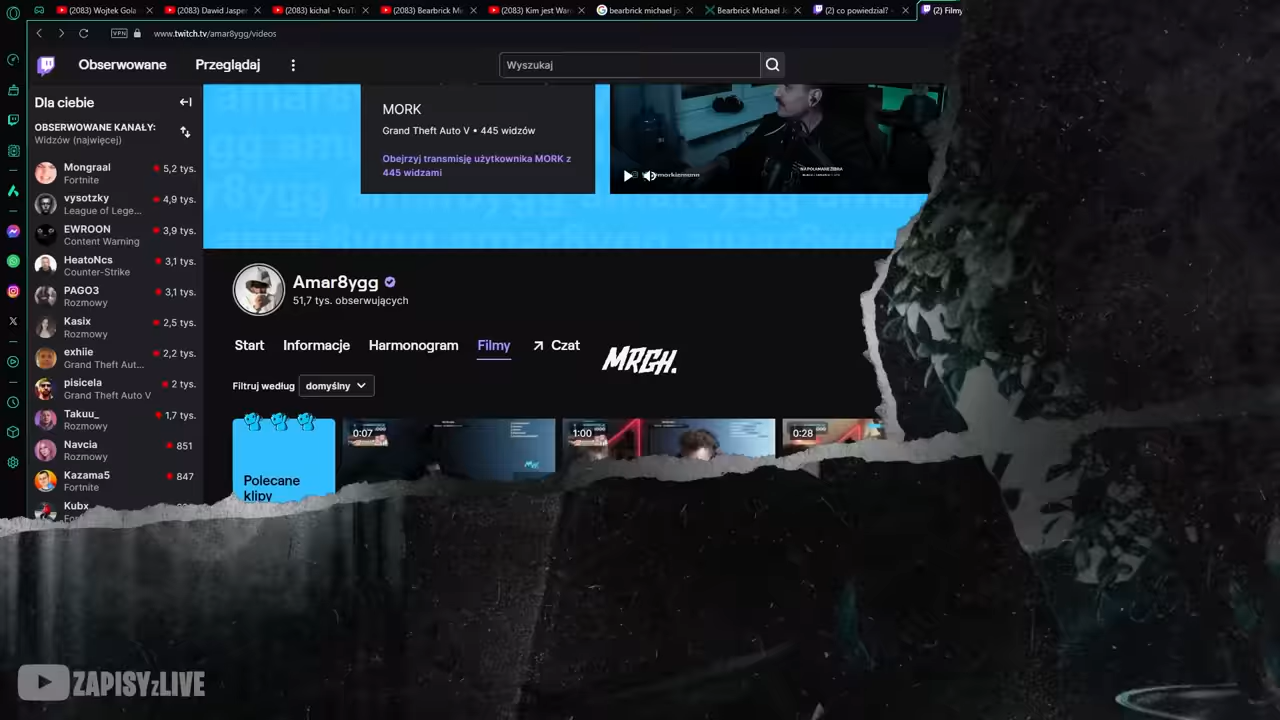 (2083) Wojtek Gola
(2083) Dawid Jasper
(2083) kichal - YouT
(2083) Bearbrick Mi
(2083) Kim jest War
bearbrick michael jo
Bearbrick Michael J
(2) co powiedzial?
(2) Filmy
VPN
www.twitch.tv/amar8ygg/videos
Obserwowane
Przeglądaj
Wyszukaj
Dla ciebie
OBSERWOWANE KANAŁY:
Widzów (najwięcej)
Mongraal 5,2 tys.
Fortnite
vysotzky 4,9 tys.
League of Lege...
EWROON 3,9 tys.
Content Warning
HeatoNcs 3,1 tys.
Counter-Strike
PAGO3 3,1 tys.
Rozmowy
Kasix 2,5 tys.
Rozmowy
exhiie 2,2 tys.
Grand Theft Aut...
pisicela 2 tys.
Grand Theft Auto V
Takuu_ 1,7 tys.
Rozmowy
Navcia 851
Rozmowy
Kazama5 847
Fortnite
Kubx
MORK
Grand Theft Auto V • 445 widzów
Obejrzyj transmisję użytkownika MORK z
445 widzami
Amar8ygg
51,7 tys. obserwujących
Start
Informacje
Harmonogram
Filmy
Czat
MRGH.
Filtruj według
domyślny
Polecane
klipy
0:07
1:00
0:28
ZAPISYzLIVE